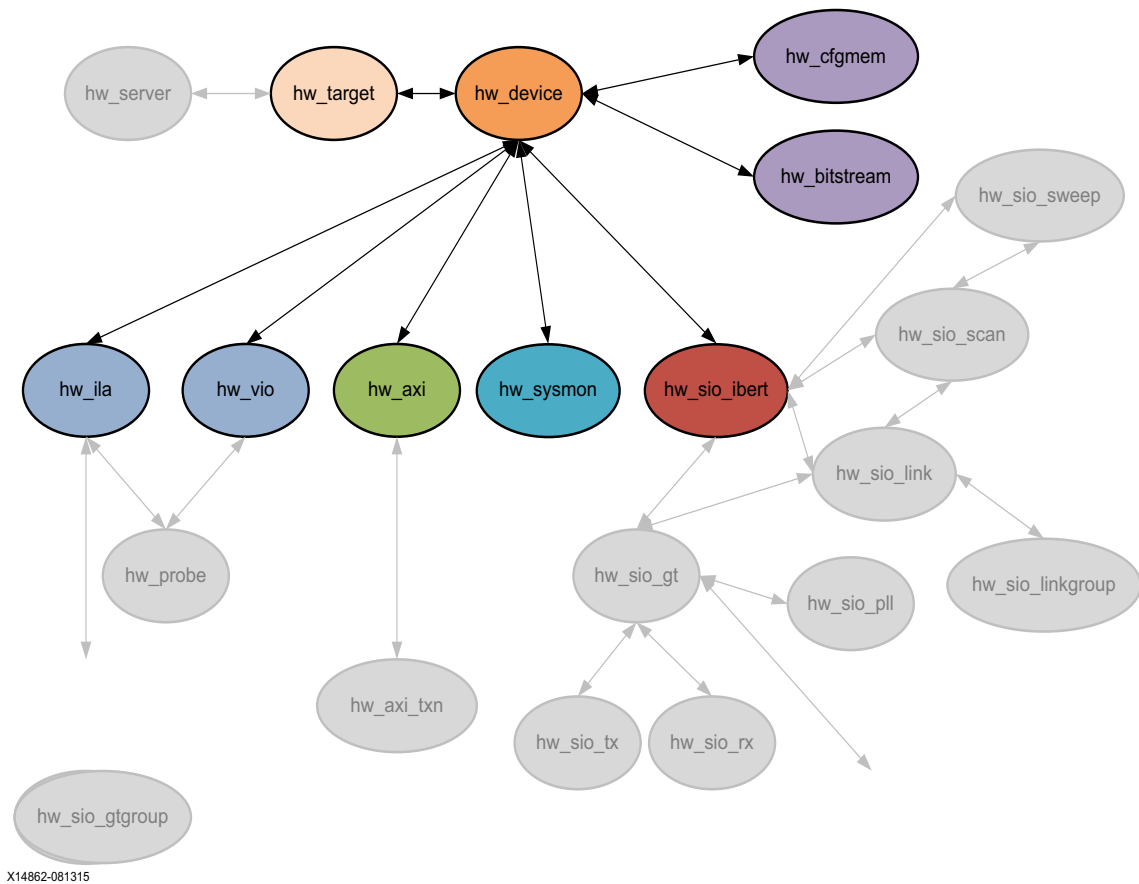 hw_server
hw_target
hw_device
hw_cfgmem
hw_bitstream
hw_sio_sweep
hw_sio_scan
hw_ila
hw_vio
hw_axi
hw_sysmon
hw_sio_ibert
hw_sio_link
hw_probe
hw_sio_gt
hw_sio_pll
hw_sio_linkgroup
hw_axi_txn
hw_sio_tx
hw_sio_rx
hw_sio_gtgroup
X14862-081315